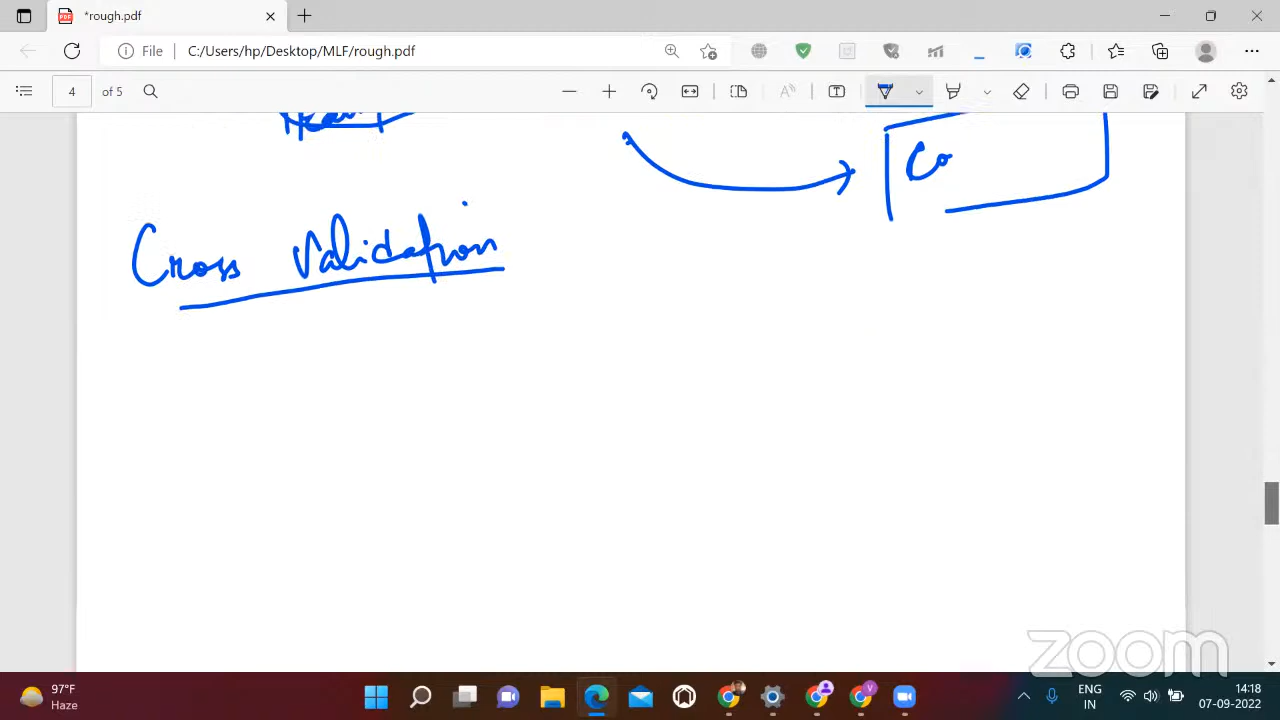 *rough.pdf
File
C:/Users/hp/Desktop/MLF/rough.pdf
4 of 5
Co
Cross Validation
zoom
97°F
Haze
ENG
IN
14:18
07-09-2022